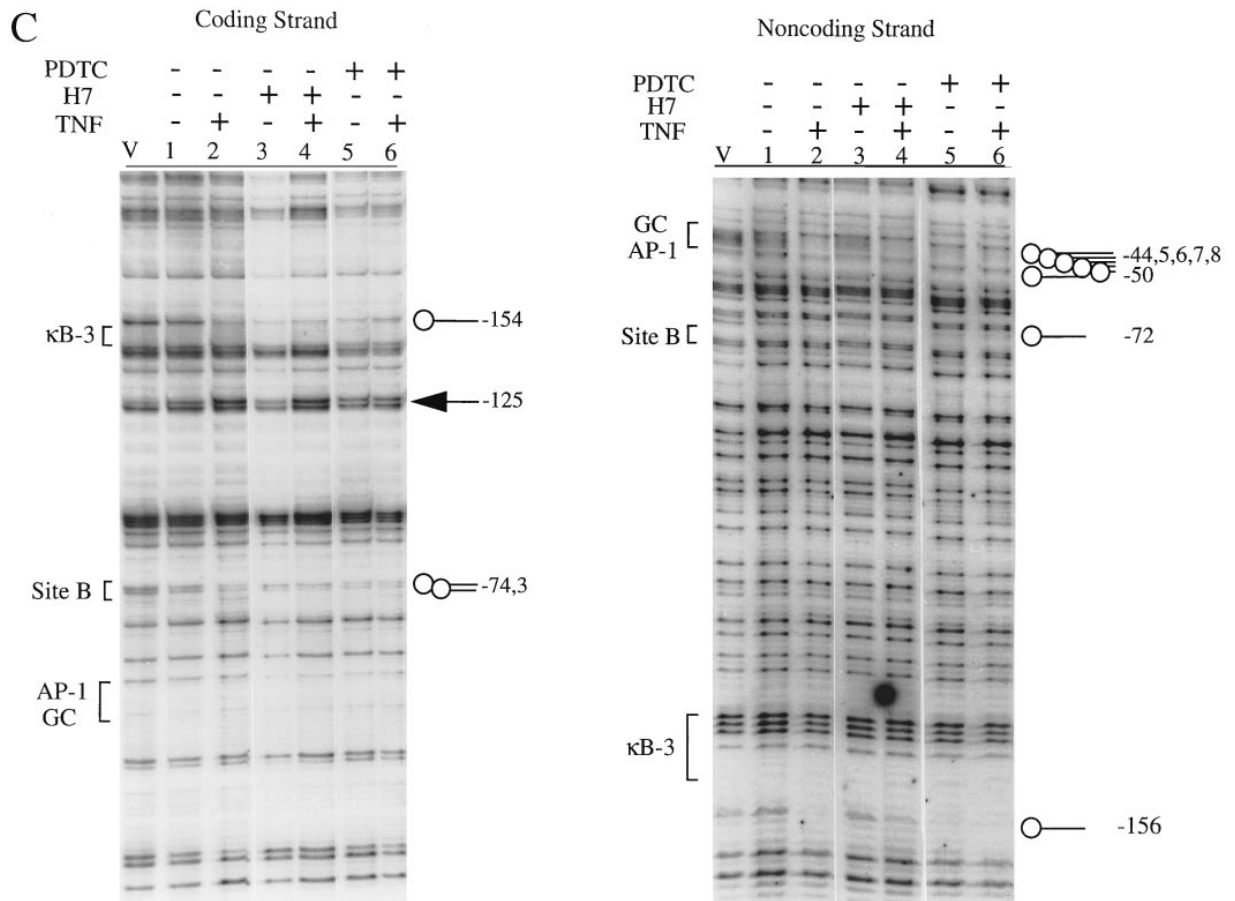 C
Coding Strand
PDTC - - - - + +
H7 - - + + - -
TNF - + - + - +
V 1 2 3 4 5 6
κB-3
Site B
AP-1
GC
-154
-125
-74,3
Noncoding Strand
PDTC - - - - + +
H7 - - + + - -
TNF - + - + - +
V 1 2 3 4 5 6
GC
AP-1
Site B
κB-3
-44,5,6,7,8
-50
-72
-156